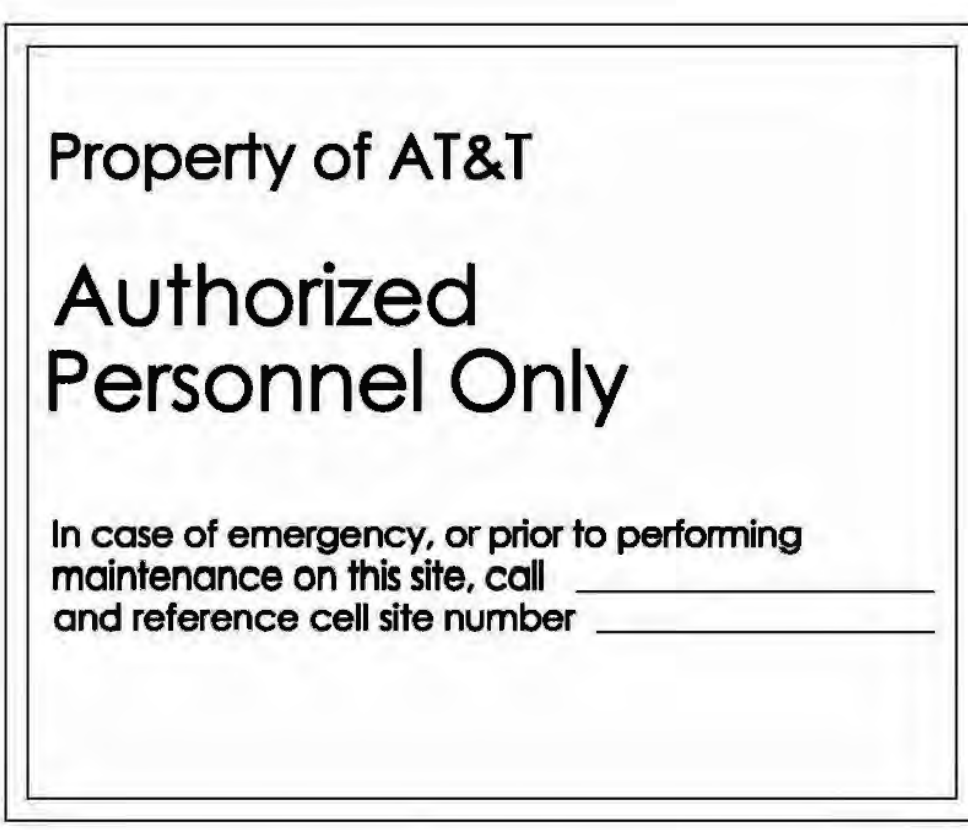 Property of AT&T
Authorized
Personnel Only
In case of emergency, or prior to performing
maintenance on this site, call
and reference cell site number